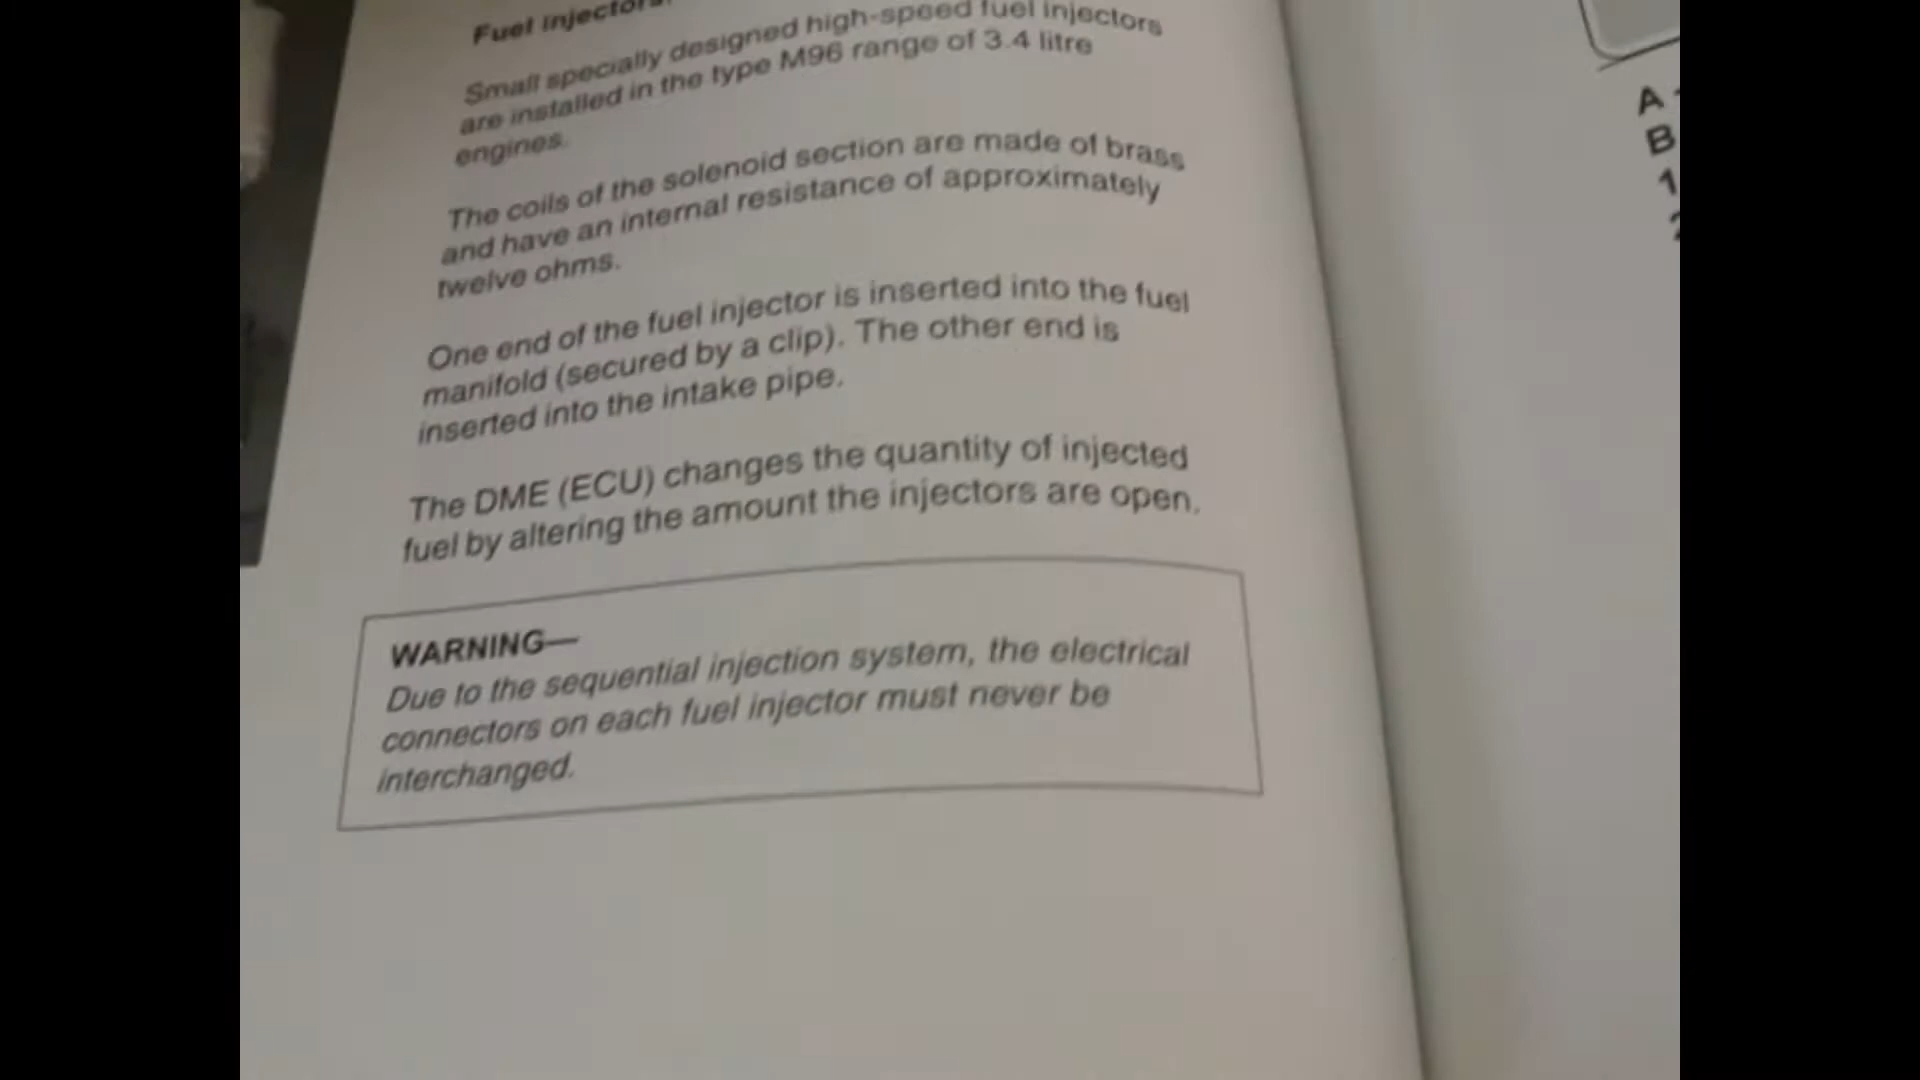 Fuel injectors
Small specially designed high-speed fuel injectors
are installed in the type M96 range of 3.4 litre
engines.
The coils of the solenoid section are made of brass
and have an internal resistance of approximately
twelve ohms.
One end of the fuel injector is inserted into the fuel
manifold (secured by a clip). The other end is
inserted into the intake pipe.
The DME (ECU) changes the quantity of injected
fuel by altering the amount the injectors are open.
WARNING—
Due to the sequential injection system, the electrical
connectors on each fuel injector must never be
interchanged.
A
B
1
2